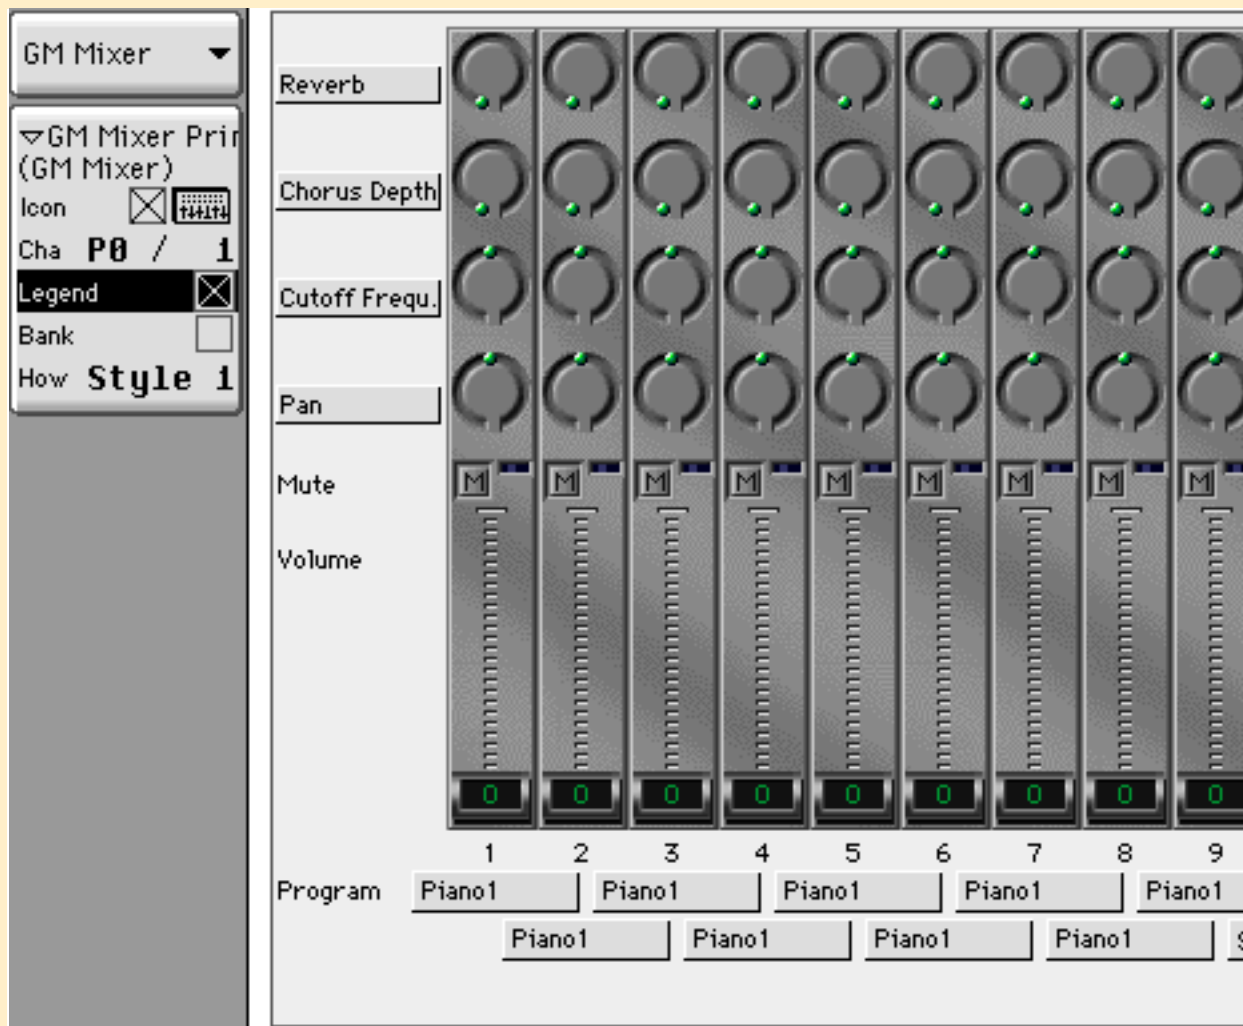 GM Mixer
GM Mixer Prin
(GM Mixer)
Icon
Cha P0 / 1
Legend
Bank
How Style 1
Reverb
Chorus Depth
Cutoff Frequ.
Pan
Mute M M M M M M M M M
Volume
0 0 0 0 0 0 0 0 0
1 2 3 4 5 6 7 8 9
Program Piano1 Piano1 Piano1 Piano1 Piano1
Piano1 Piano1 Piano1 Piano1